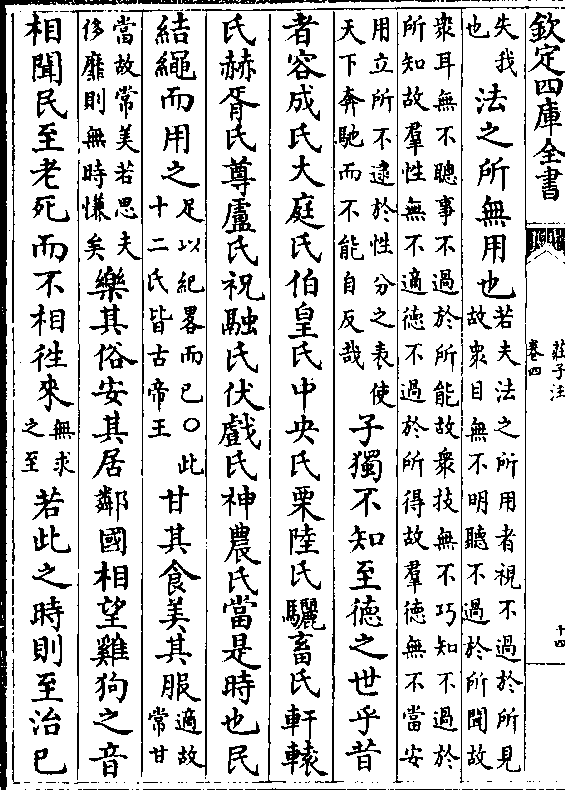 欽定四庫全書
莊子注
卷四
十四
失我
也
法之所無用也
若夫法之所用者視不過於所見
故衆目無不明聽不過於所聞故
衆耳無不聰事不過於所能故衆技無不巧知不過於
所知故羣性無不適德不過於所得故羣德無不當安
用立所不逮於性分之表使
天下奔馳而不能自反哉
子獨不知至德之世乎昔
者容成氏大庭氏伯皇氏中央氏栗陸氏驪畜氏軒轅
氏赫胥氏尊盧氏祝融氏伏戲氏神農氏當是時也民
結繩而用之
足以紀畧而已〇此
十二氏皆古帝王
甘其食美其服
適故
常甘
當故常美若思夫
侈靡則無時慊矣
樂其俗安其居鄰國相望雞狗之音
相聞民至老死而不相徃來
無求
之至
若此之時則至治已